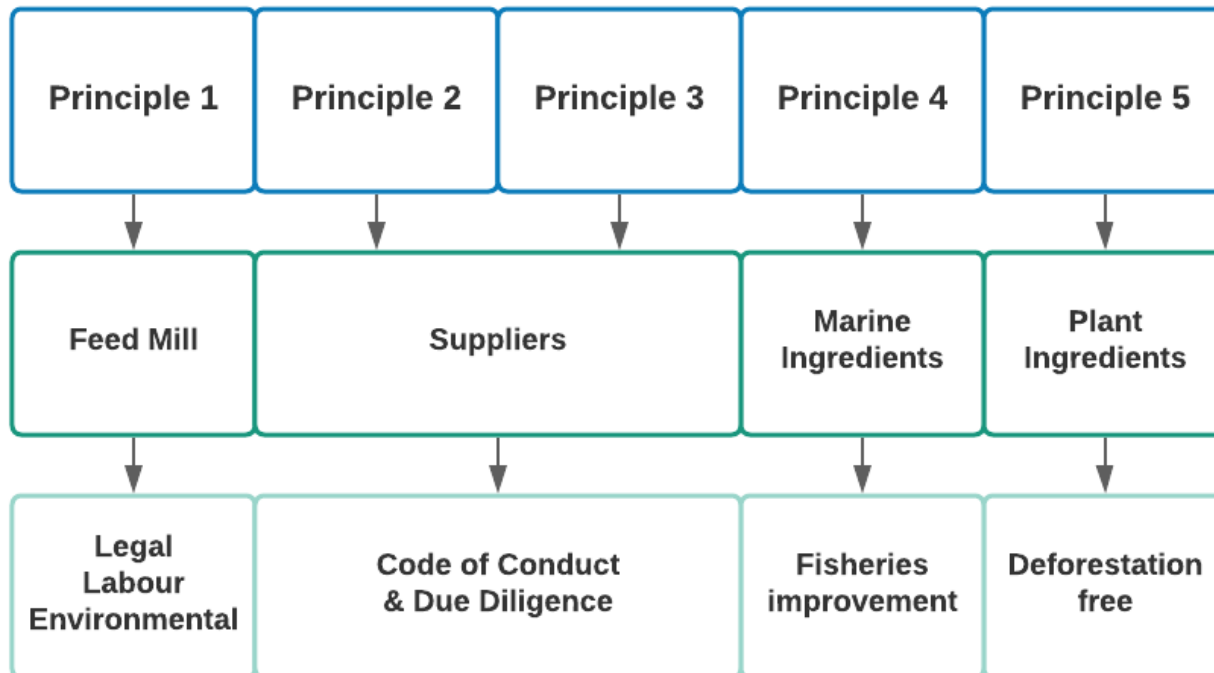 Principle 1
Principle 2
Principle 3
Principle 4
Principle 5
Feed Mill
Suppliers
Marine
Ingredients
Plant
Ingredients
Legal
Labour
Environmental
Code of Conduct
& Due Diligence
Fisheries
improvement
Deforestation
free